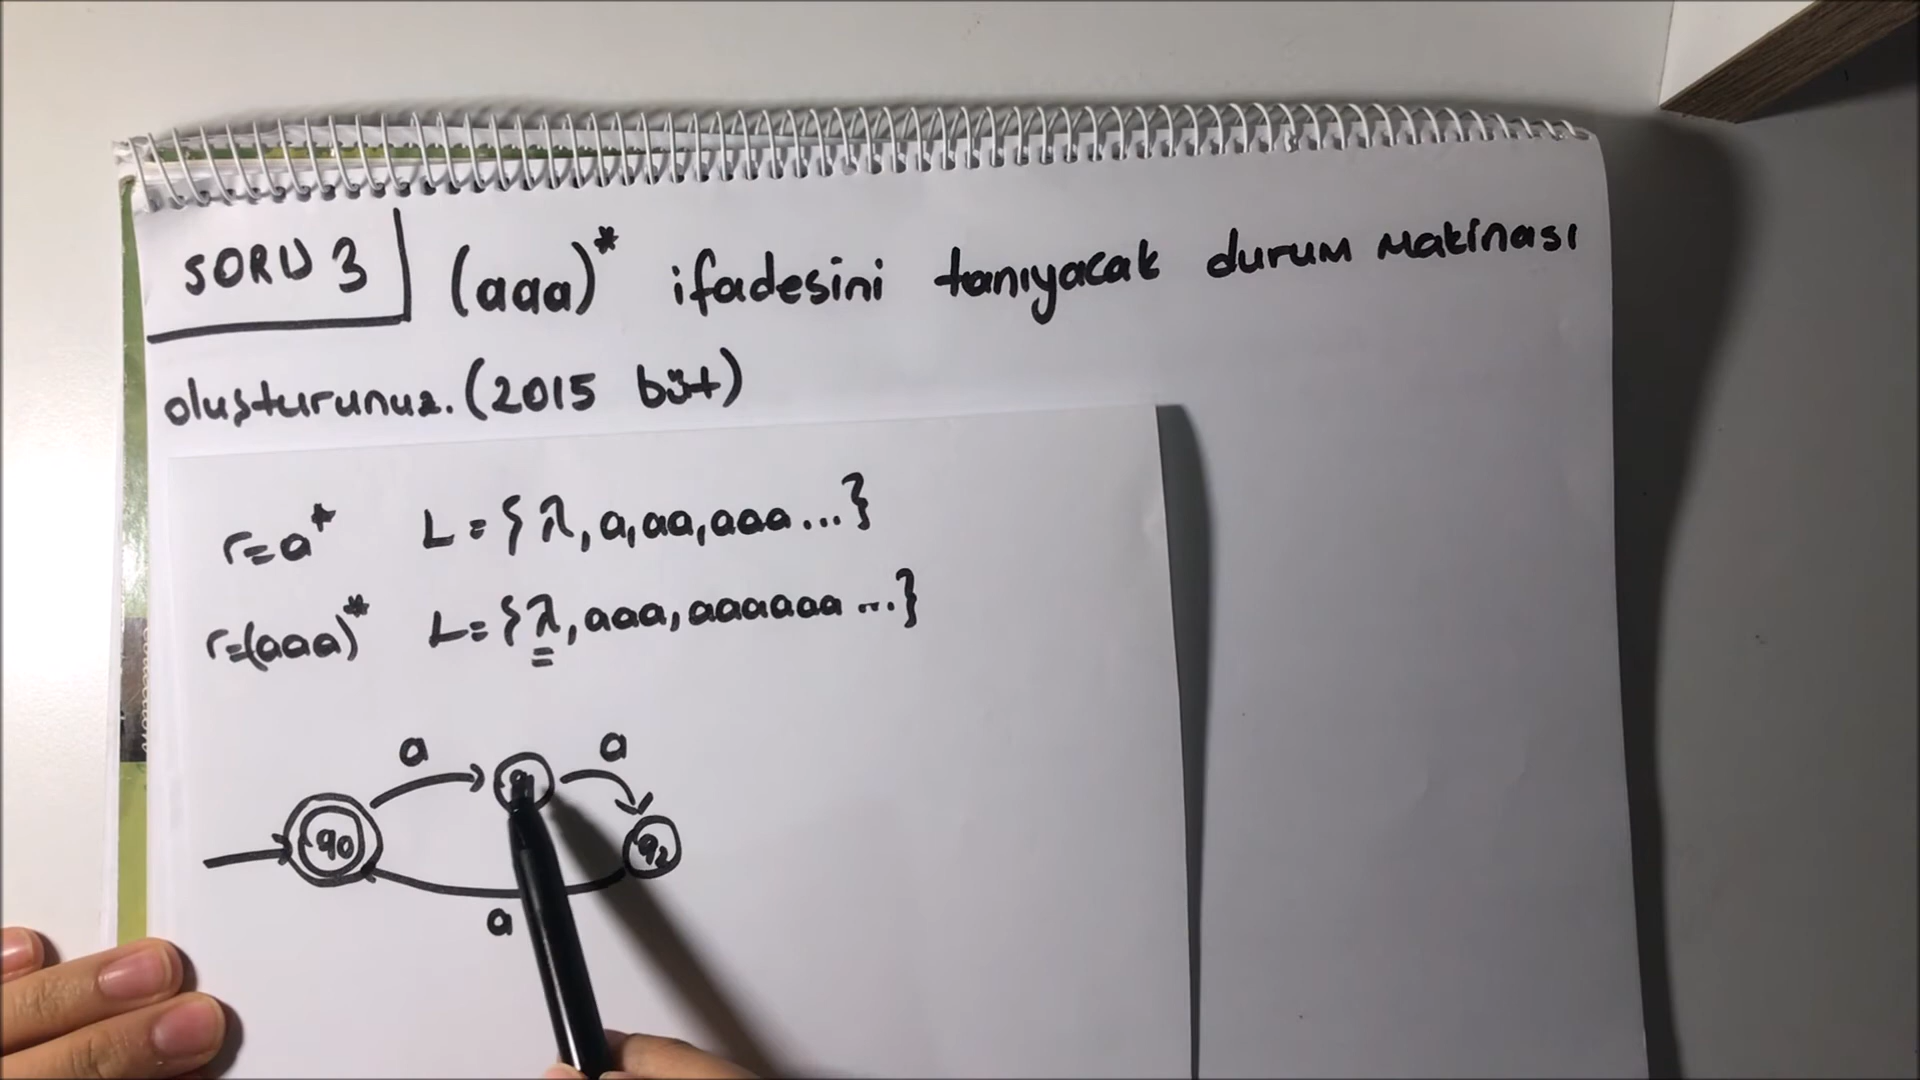 SORU 3 (aaa)* ifadesini tanıyacak durum makinası
oluşturunuz. (2015 büt)
r=a* L={λ, a, aa, aaa...}
r=(aaa)* L={λ, aaa, aaaaaa...}
a a
q0 q1 q2
a